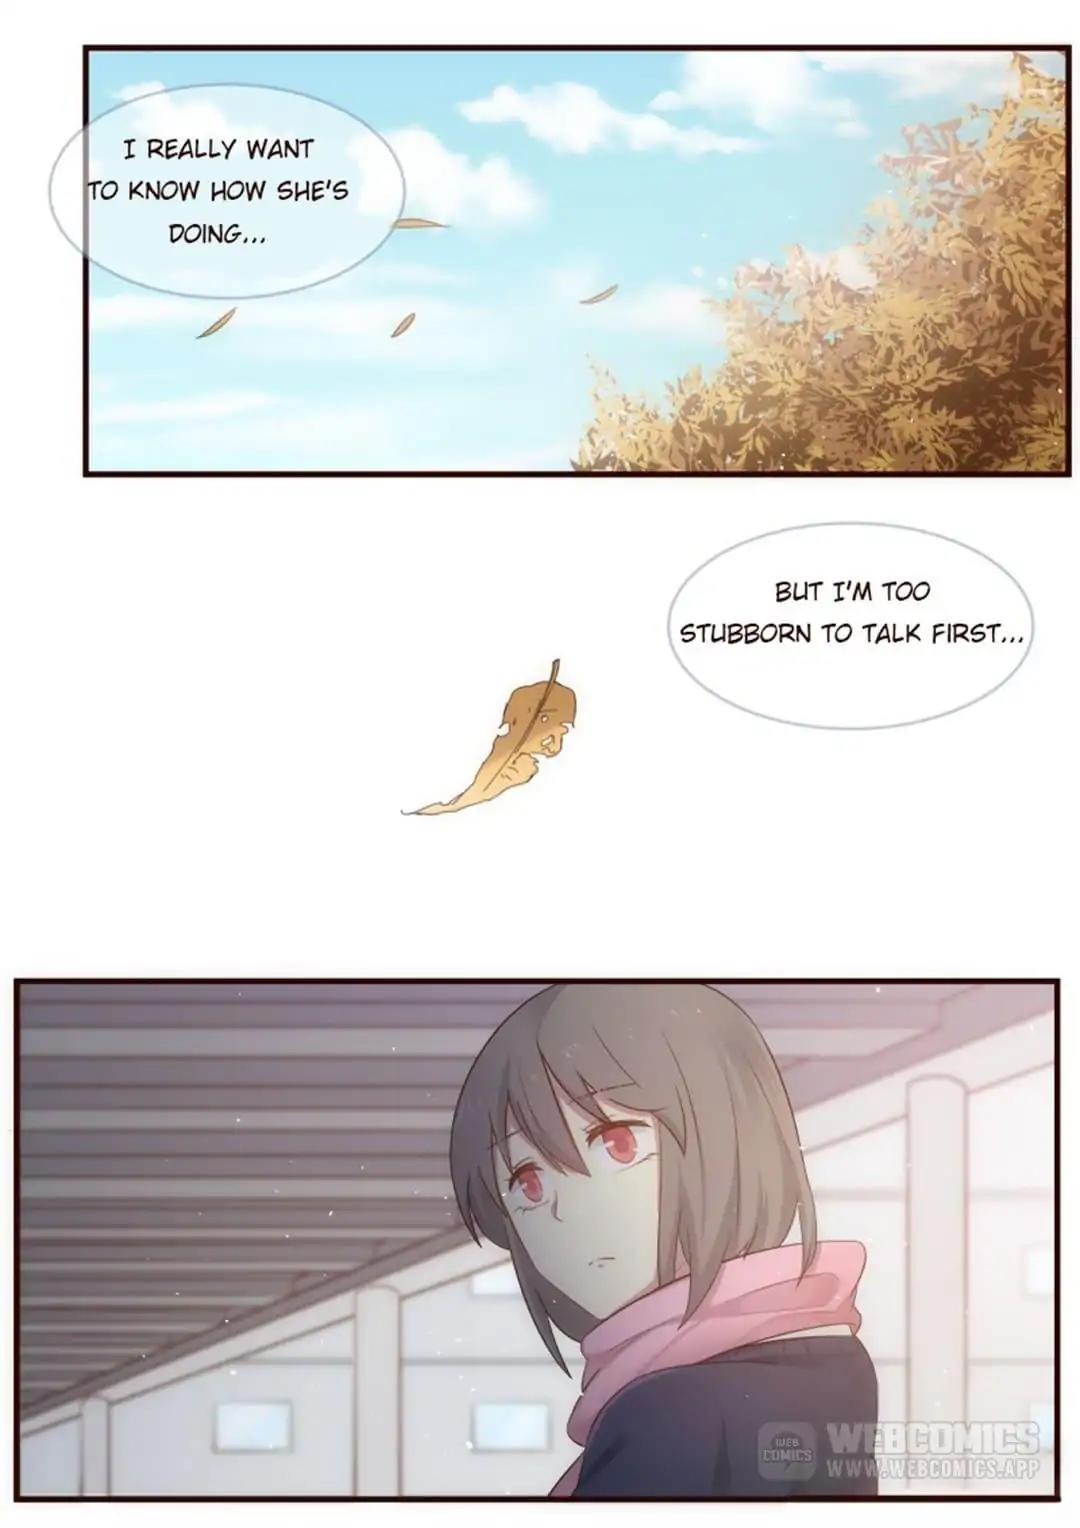 I REALLY WANT
TO KNOW HOW SHE'S
DOING...
BUT I'M TOO
STUBBORN TO TALK FIRST...
WEB
COMICS
WEBCOMICS
WWW.WEBCOMICS.APP